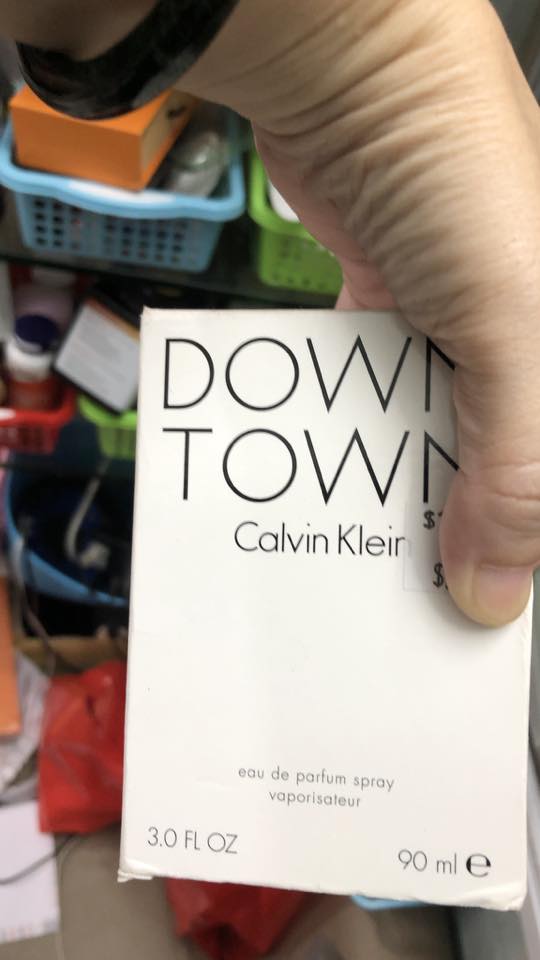 DOWN
TOWN
Calvin Klein
eau de parfum spray
vaporisateur
3.0 FL OZ
90 ml e